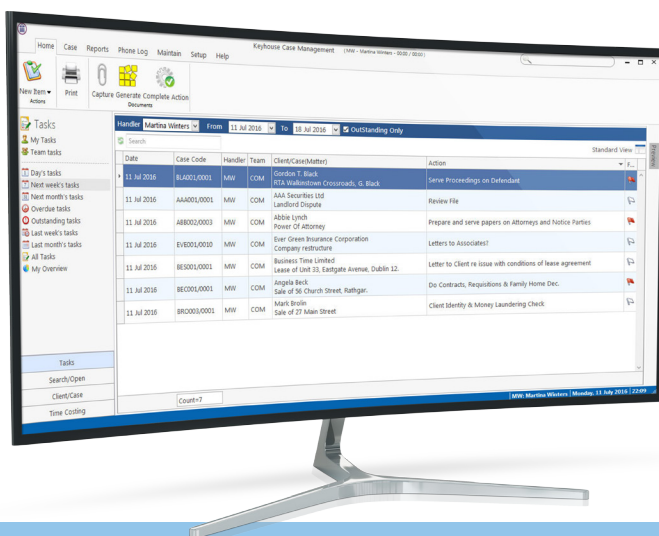 Home Case Reports Phone Log Maintain Setup Help
Keyhouse Case Management (MW - Martina Winters - 00:00 / 00:00)
New Item
Print
Capture
Generate
Complete Action
Actions
Documents
Tasks
My Tasks
Team tasks
Day's tasks
Next week's tasks
Next month's tasks
Overdue tasks
Outstanding tasks
Last week's tasks
Last month's tasks
All Tasks
My Overview
Tasks
Search/Open
Client/Case
Time Costing
Handler Martina Winters From 11 Jul 2016 To 18 Jul 2016 OutStanding Only
Search
Standard View
Preview
Date Case Code Handler Team Client/Case(Matter) Action F...
11 Jul 2016 BLA001/0001 MW COM Gordon T. Black Serve Proceedings on Defendant
RTA Walkinstown Crossroads, G. Black
11 Jul 2016 AAA001/0001 MW COM AAA Securities Ltd Review File
Landlord Dispute
11 Jul 2016 ABB002/0003 MW COM Abbie Lynch Prepare and serve papers on Attorneys and Notice Parties
Power Of Attorney
11 Jul 2016 EVE001/0010 MW COM Ever Green Insurance Corporation Letters to Associates?
Company restructure
11 Jul 2016 BES001/0001 MW COM Business Time Limited Letter to Client re issue with conditions of lease agreement
Lease of Unit 33, Eastgate Avenue, Dublin 12.
11 Jul 2016 BEC001/0001 MW COM Angela Beck Do Contracts, Requisitions & Family Home Dec.
Sale of 56 Church Street, Rathgar.
11 Jul 2016 BRO003/0001 MW COM Mark Brolin Client Identity & Money Laundering Check
Sale of 27 Main Street
Count=7
MW: Martina Winters Monday, 11 July 2016 22:09